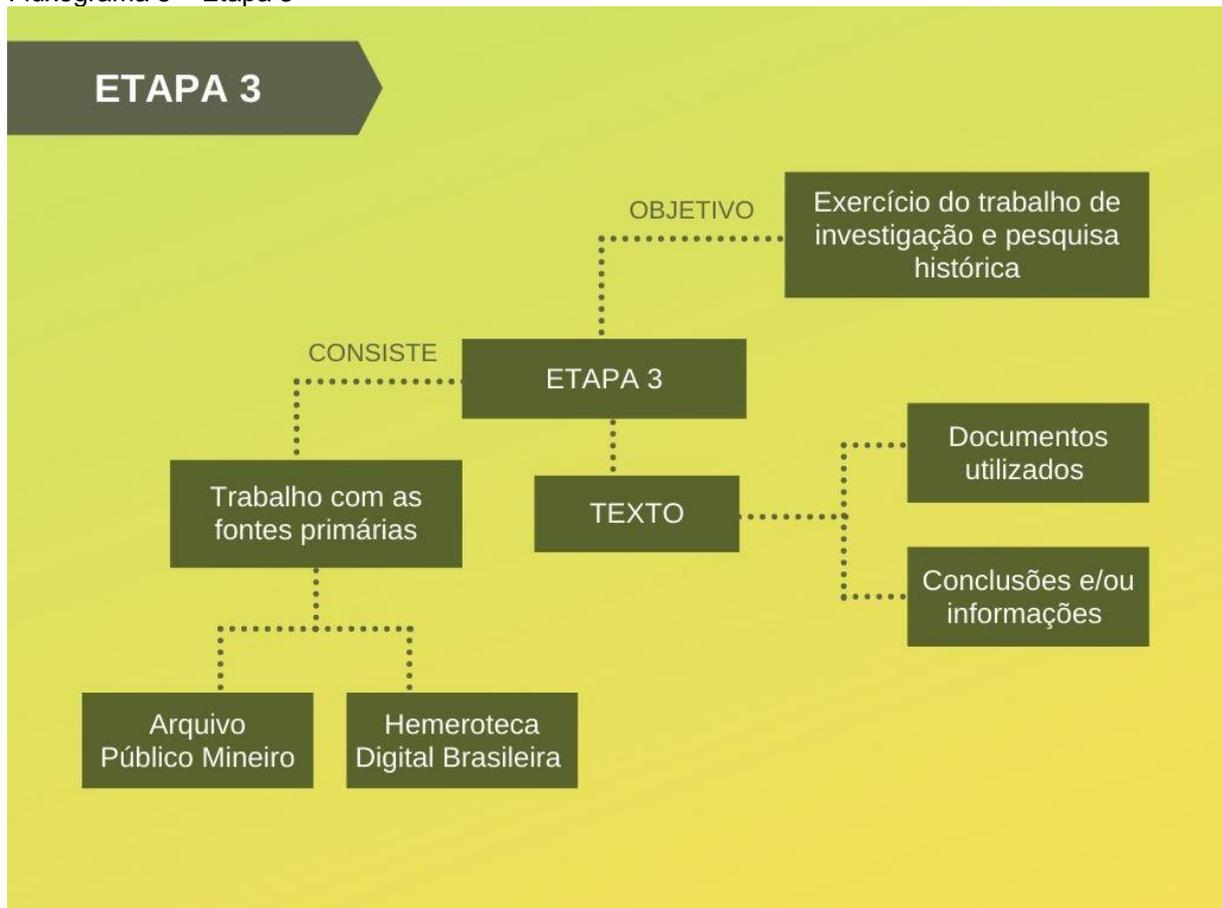 ETAPA 3
OBJETIVO
Exercício do trabalho de
investigação e pesquisa
histórica
CONSISTE
ETAPA 3
Trabalho com as
fontes primárias
TEXTO
Documentos
utilizados
Conclusões e/ou
informações
Arquivo
Público Mineiro
Hemeroteca
Digital Brasileira